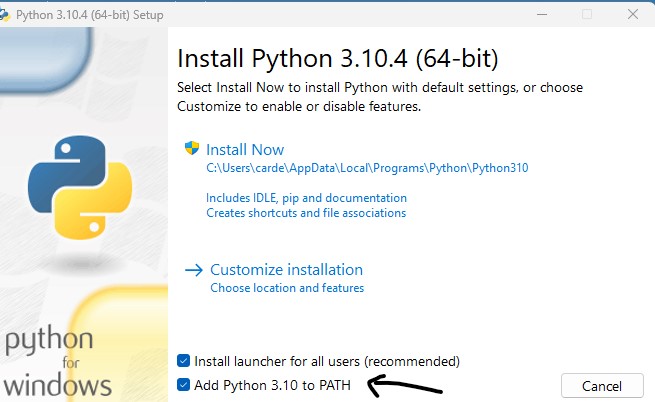 Python 3.10.4 (64-bit) Setup
Install Python 3.10.4 (64-bit)
Select Install Now to install Python with default settings, or choose
Customize to enable or disable features.
Install Now
C:\Users\carde\AppData\Local\Programs\Python\Python310
Includes IDLE, pip and documentation
Creates shortcuts and file associations
Customize installation
Choose location and features
python
for
windows
Install launcher for all users (recommended)
Add Python 3.10 to PATH
Cancel